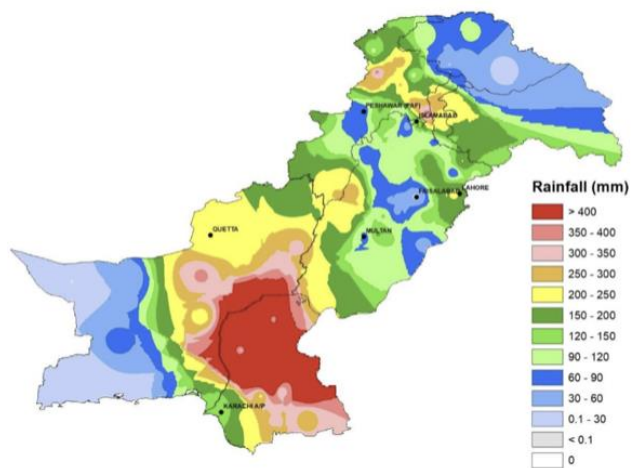 PESHAWAR (PAF)
ISLAMABAD
FAISALABAD
LAHORE
QUETTA
MULTAN
KARACHI A/P
Rainfall (mm)
> 400
350 - 400
300 - 350
250 - 300
200 - 250
150 - 200
120 - 150
90 - 120
60 - 90
30 - 60
0.1 - 30
< 0.1
0